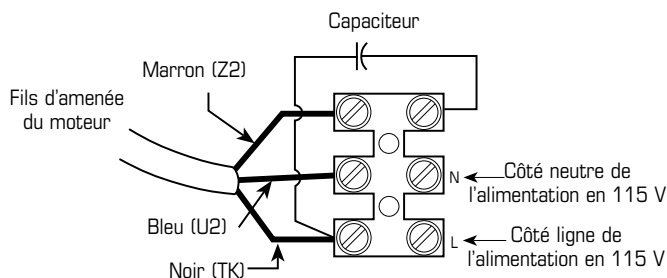 Capaciteur
Marron (Z2)
Fils d'amenée
du moteur
N
Côté neutre de
l'alimentation en 115 V
Bleu (U2)
L
Côté ligne de
l'alimentation en 115 V
Noir (TK)